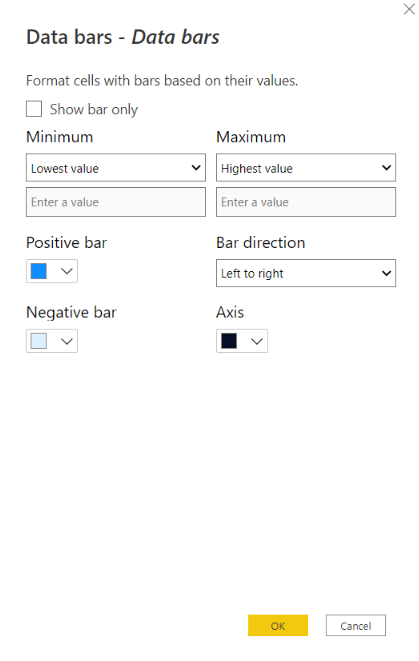 Data bars - Data bars
Format cells with bars based on their values.
Show bar only
Minimum
Maximum
Lowest value
Highest value
Enter a value
Enter a value
Positive bar
Bar direction
Left to right
Negative bar
Axis
OK
Cancel